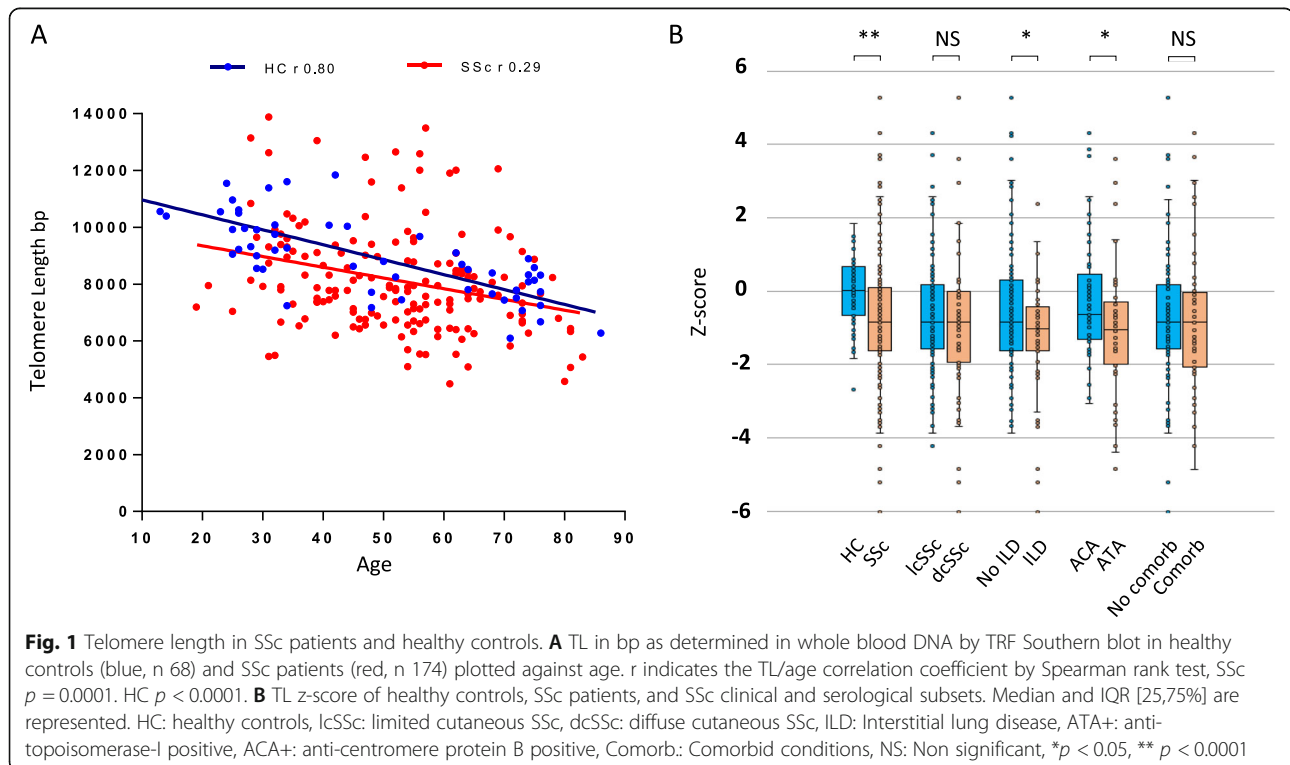 A
HC r 0.80
SSc r 0.29
14000
12000
10000
8000
6000
4000
2000
0
Telomere Length bp
10 20 30 40 50 60 70 80 90
Age
B
** NS * * NS
6
4
2
0
-2
-4
-6
Z-score
HC
SSc
lcSSc
dcSSc
No ILD
ILD
ACA
ATA
No comorb
Comorb
Fig. 1 Telomere length in SSc patients and healthy controls. A TL in bp as determined in whole blood DNA by TRF Southern blot in healthy
controls (blue, n 68) and SSc patients (red, n 174) plotted against age. r indicates the TL/age correlation coefficient by Spearman rank test, SSc
p = 0.0001. HC p < 0.0001. B TL z-score of healthy controls, SSc patients, and SSc clinical and serological subsets. Median and IQR [25,75%] are
represented. HC: healthy controls, lcSSc: limited cutaneous SSc, dcSSc: diffuse cutaneous SSc, ILD: Interstitial lung disease, ATA+: anti-
topoisomerase-I positive, ACA+: anti-centromere protein B positive, Comorb.: Comorbid conditions, NS: Non significant, *p < 0.05, ** p < 0.0001